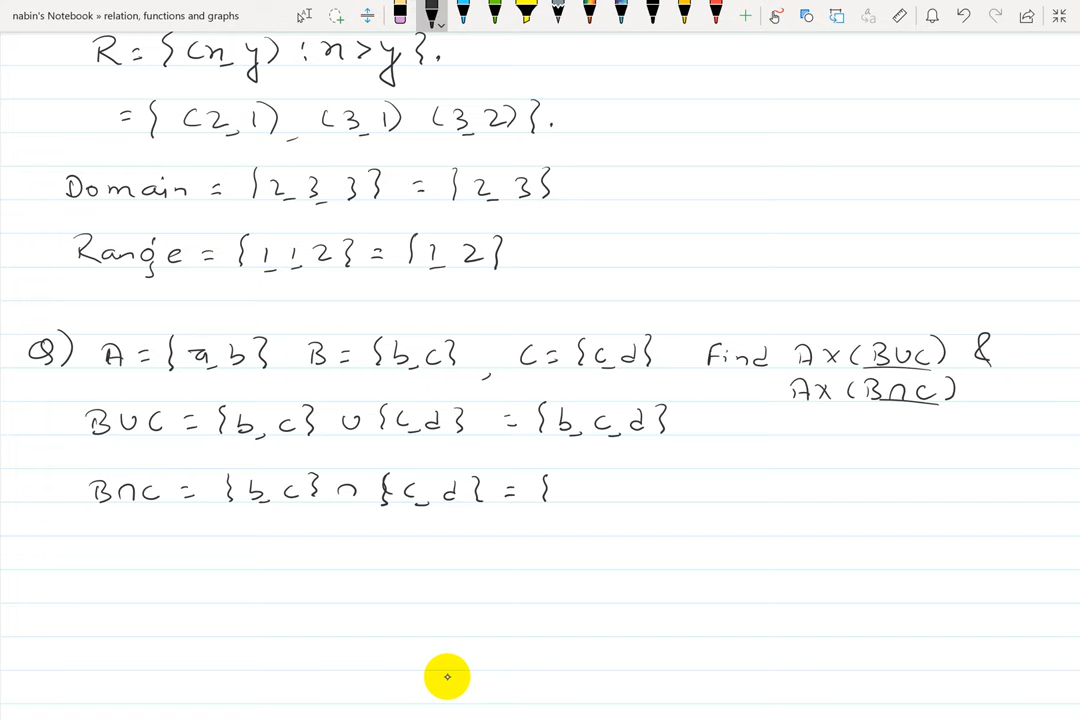 nabin's Notebook » relation, functions and graphs
R = {(x, y) : x > y}.
= { (2, 1), (3, 1) (3, 2)}.
Domain = {2, 3, 3} = {2, 3}
Range = {1, 1, 2} = {1, 2}
Q) A = {a, b} B = {b, c}, C = {c, d} Find A×(B∪C) &
A×(B∩C)
B∪C = {b, c} ∪ {c, d} = {b, c, d}
B∩C = {b, c} ∩ {c, d} = {